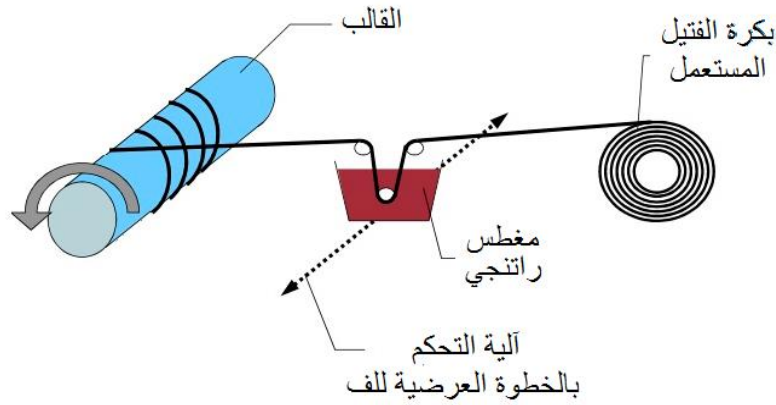 القالب
بكرة الفتيل
المستعمل
مغطس
راتنجي
آلية التحكم
بالخطوة العرضية للف